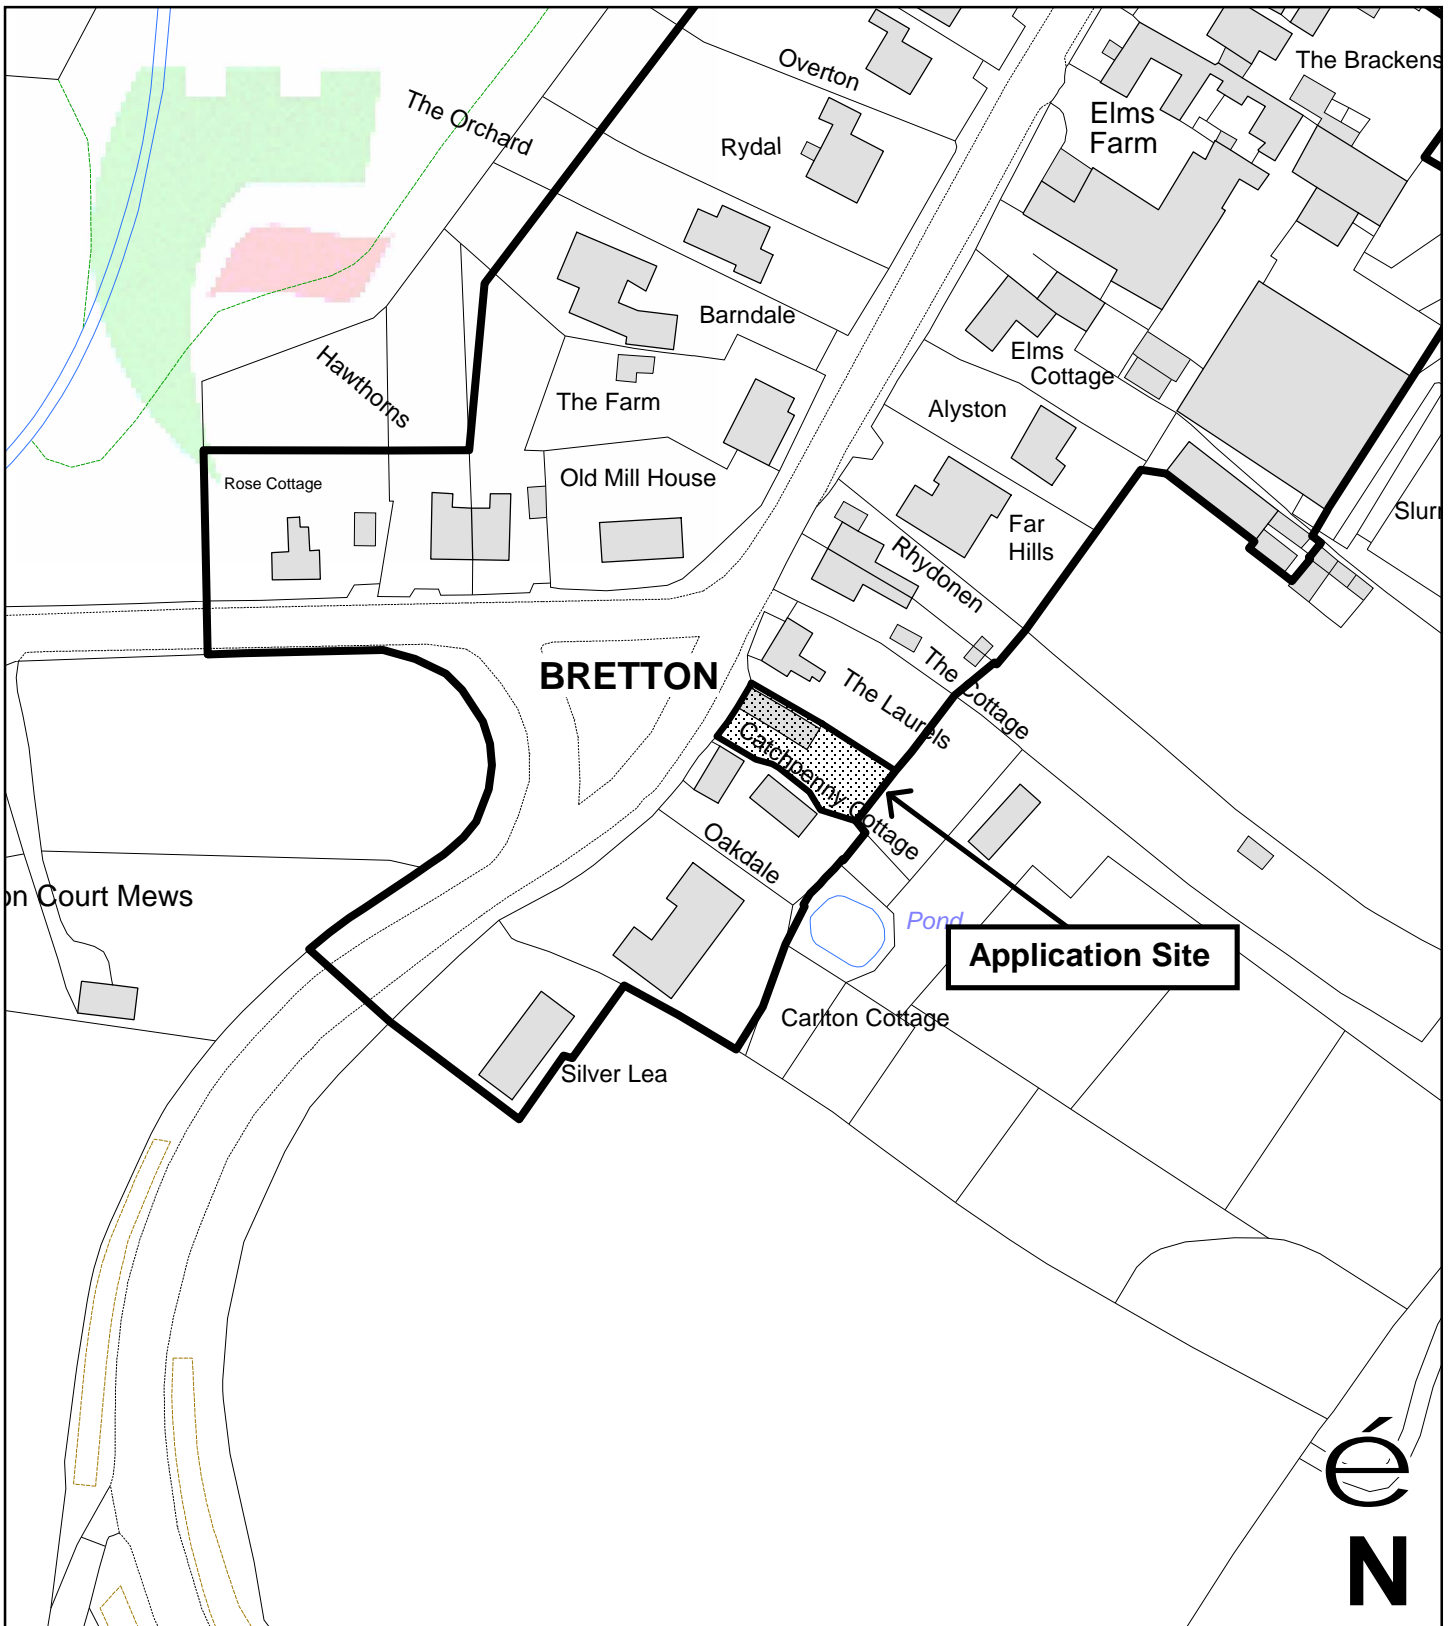 Overton
The Brackens
The Orchard
Elms
Farm
Rydal
Barndale
Elms
Cottage
Hawthorns
The Farm
Alyston
Rose Cottage
Old Mill House
Far
Hills
Slurr
Rhydonen
BRETTON
The Cottage
The Laurels
Catchpenny Cottage
Oakdale
on Court Mews
Pond
Application Site
Carlton Cottage
Silver Lea
é
N